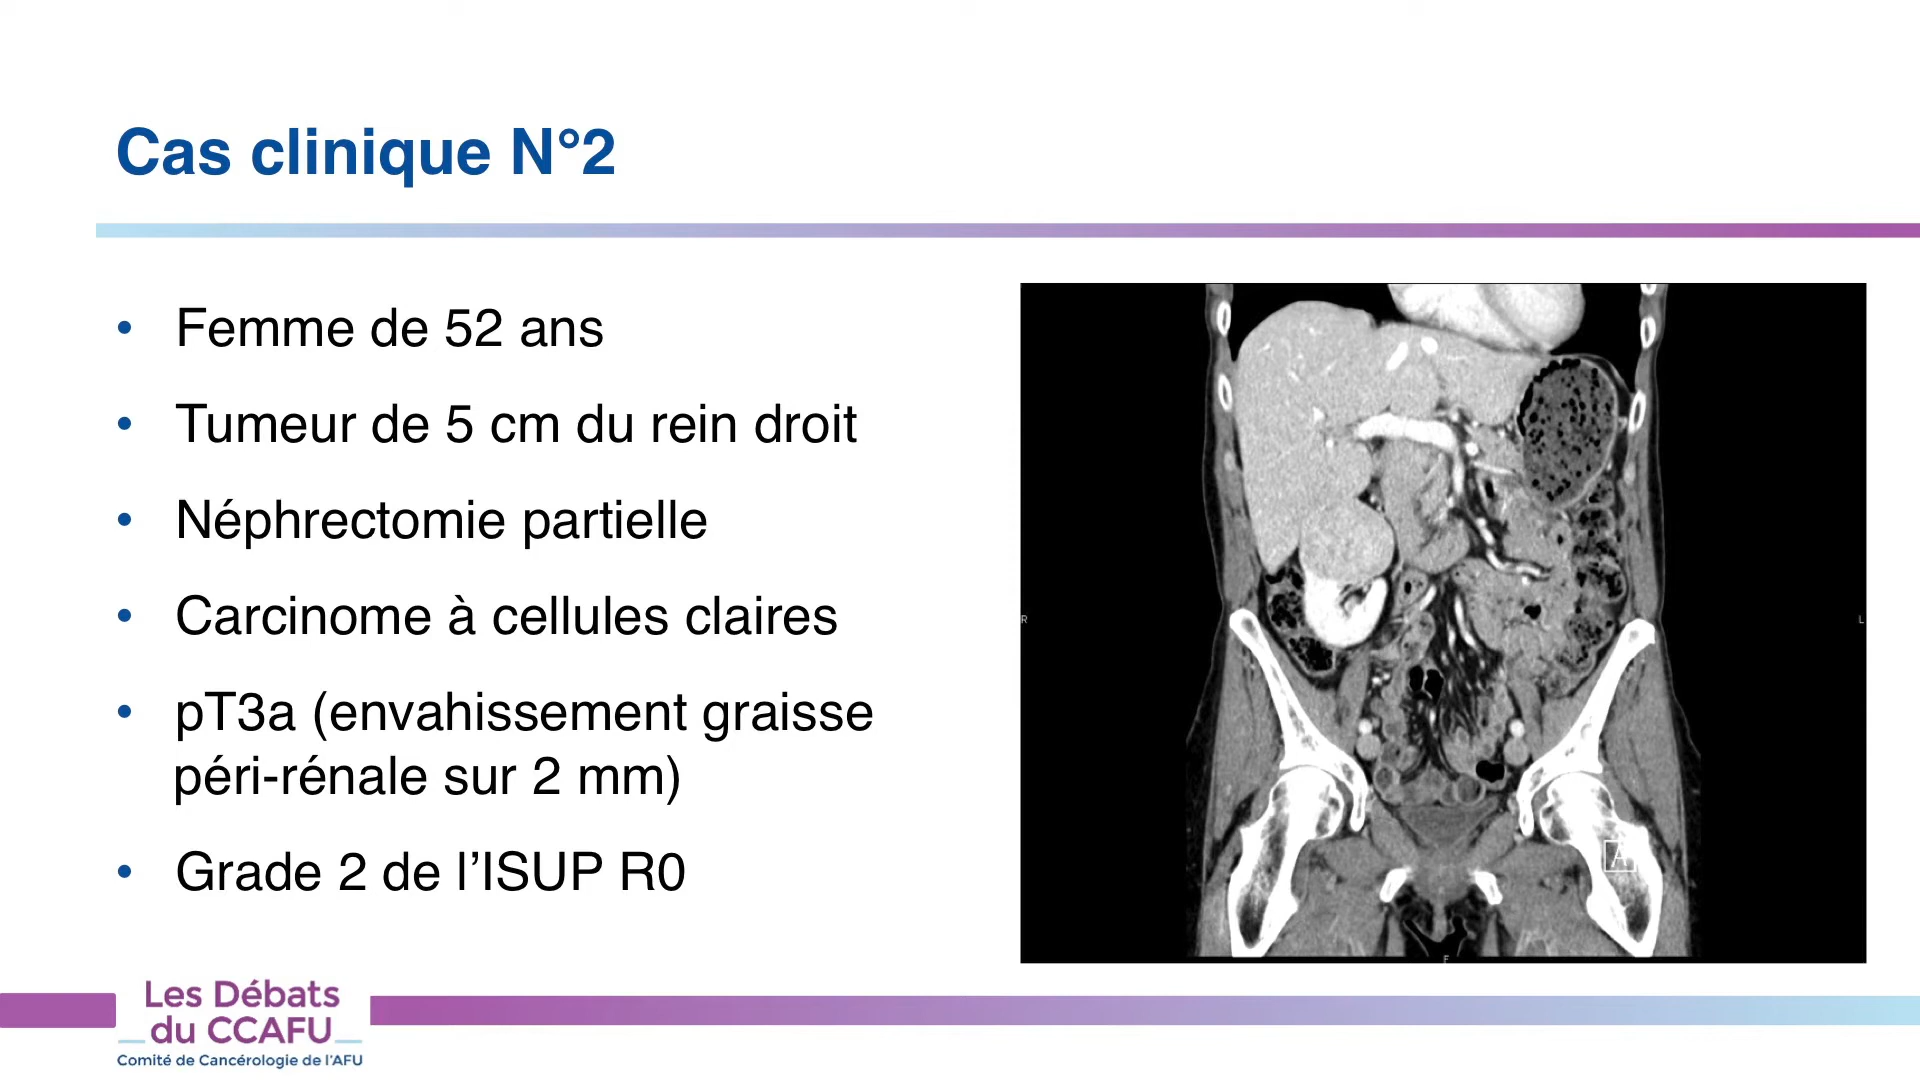 Cas clinique N°2
• Femme de 52 ans
• Tumeur de 5 cm du rein droit
• Néphrectomie partielle
• Carcinome à cellules claires
• pT3a (envahissement graisse
péri-rénale sur 2 mm)
• Grade 2 de l’ISUP R0
R
L
A
F
Les Débats
du CCAFU
Comité de Cancérologie de l'AFU